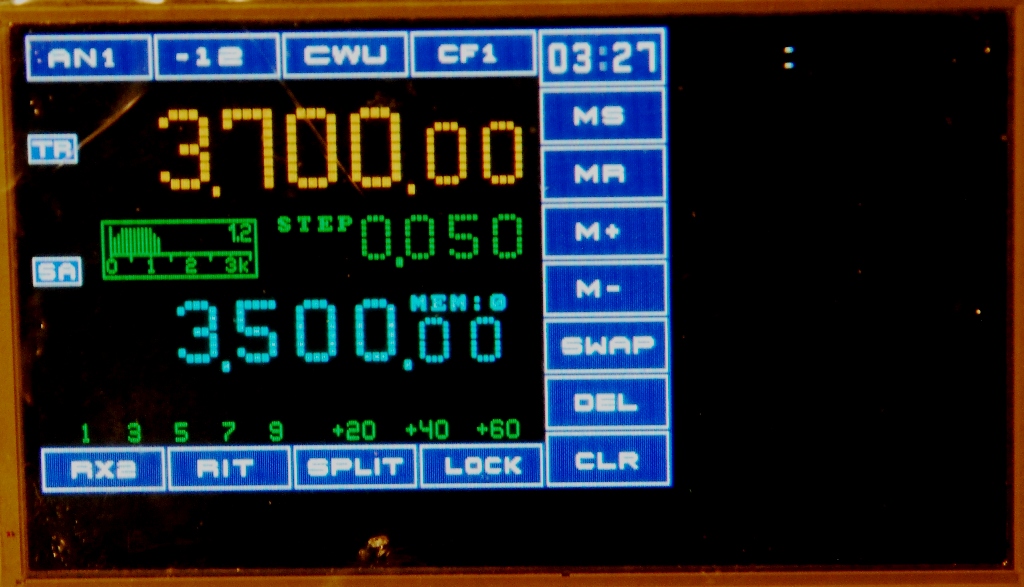 AN1 -12 CWU CF1 03:27
MS
TR 3,700,00
MR
STEP 0,050
1,2
M+
SA 0 1 2 3k
MEM:0
M-
3,500,00
SWAP
DEL
1 3 5 7 9 +20 +40 +60
RX2 RIT SPLiT LOCK CLR